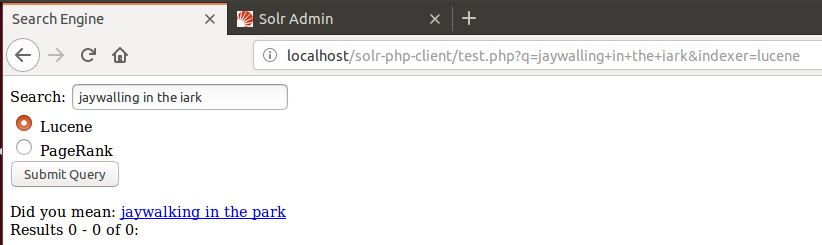 Search Engine
Solr Admin
localhost/solr-php-client/test.php?q=jaywalling+in+the+iark&indexer=lucene
Search: jaywalling in the iark
Lucene
PageRank
Submit Query
Did you mean: jaywalking in the park
Results 0 - 0 of 0: